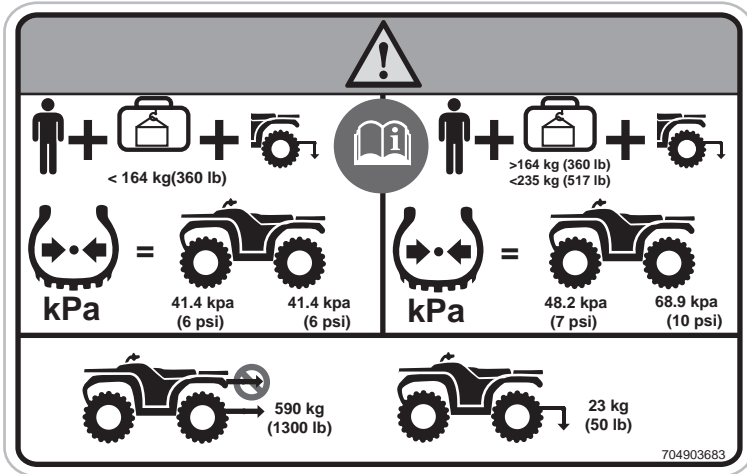 < 164 kg(360 lb)
i
>164 kg (360 lb)
<235 kg (517 lb)
=
kPa
41.4 kpa
(6 psi)
41.4 kpa
(6 psi)
=
kPa
48.2 kpa
(7 psi)
68.9 kpa
(10 psi)
590 kg
(1300 lb)
23 kg
(50 lb)
704903683